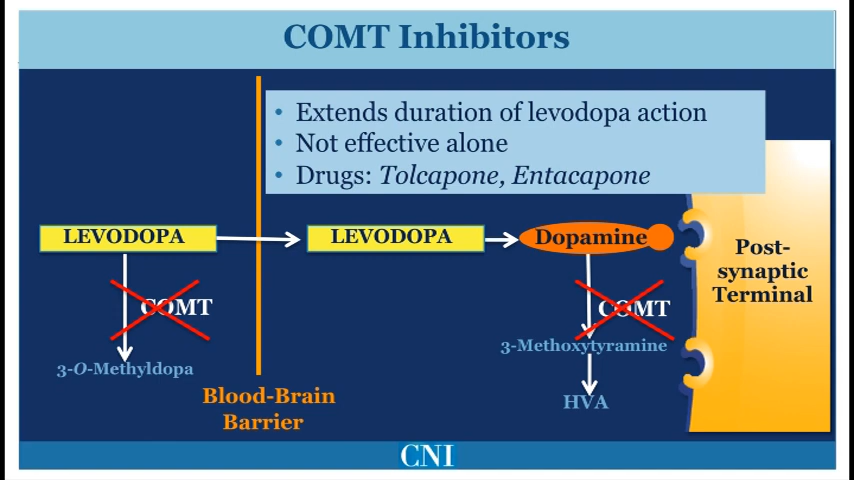 COMT Inhibitors
• Extends duration of levodopa action
• Not effective alone
• Drugs: Tolcapone, Entacapone
LEVODOPA
LEVODOPA
Dopamine
Post-
synaptic
Terminal
COMT
COMT
3-O-Methyldopa
3-Methoxytyramine
HVA
Blood-Brain
Barrier
CNI